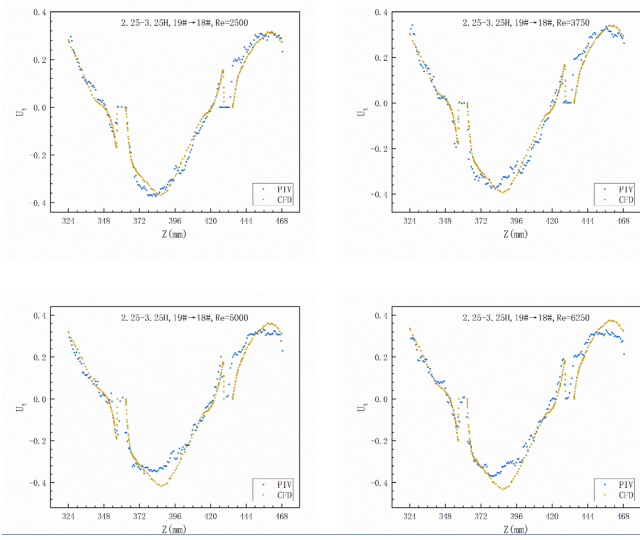 2.25-3.25H, 19#→18#, Re=2500
0.4
0.2
0.0
-0.2
-0.4
U_t
PIV
CFD
324 348 372 396 420 444 468
Z(mm)
2.25-3.25H, 19#→18#, Re=3750
0.4
0.2
0.0
-0.2
-0.4
U_t
PIV
CFD
324 348 372 396 420 444 468
Z(mm)
2.25-3.25H, 19#→18#, Re=5000
0.4
0.2
0.0
-0.2
-0.4
U_t
PIV
CFD
324 348 372 396 420 444 468
Z(mm)
2.25-3.25H, 19#→18#, Re=6250
0.4
0.2
0.0
-0.2
-0.4
U_t
PIV
CFD
324 348 372 396 420 444 468
Z(mm)